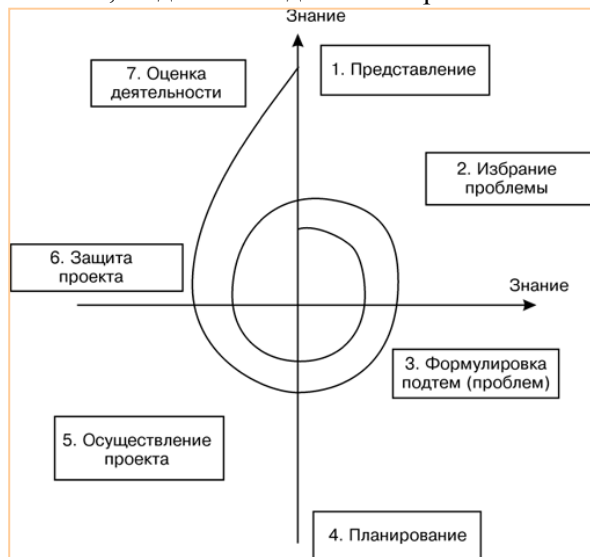 Знание
1. Представление
7. Оценка
деятельности
2. Избрание
проблемы
6. Защита
проекта
Знание
3. Формулировка
подтем (проблем)
5. Осуществление
проекта
4. Планирование